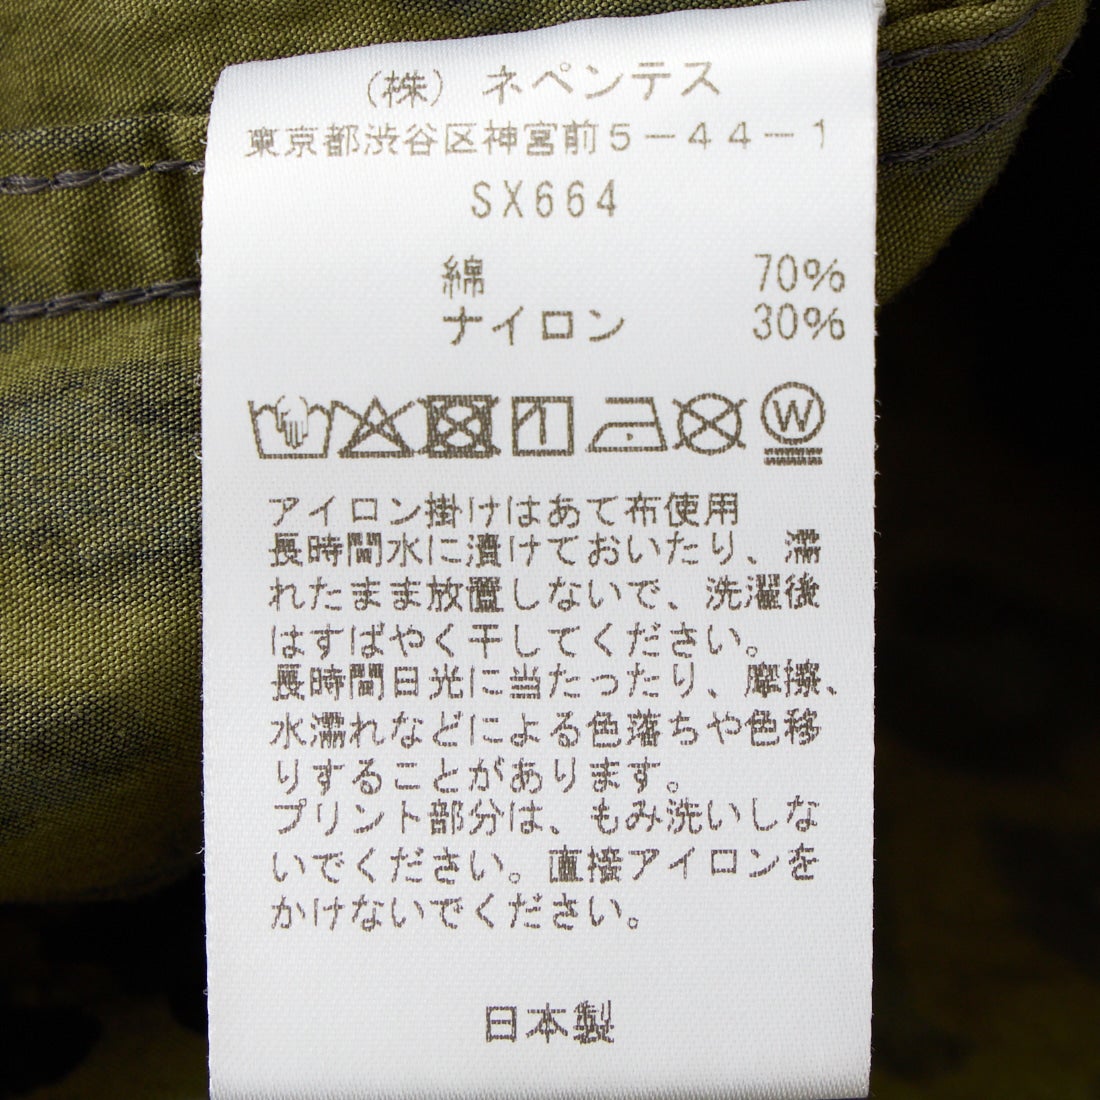 (株) ネペンテス
東京都渋谷区神宮前5-44-1
SX664
綿 70%
ナイロン 30%
W
アイロン掛けはあて布使用
長時間水に漬けておいたり、濡
れたまま放置しないで、洗濯後
はすばやく干してください。
長時間日光に当たったり、摩擦、
水濡れなどによる色落ちや色移
りすることがあります。
プリント部分は、もみ洗いしな
いでください。直接アイロンを
かけないでください。
日本製